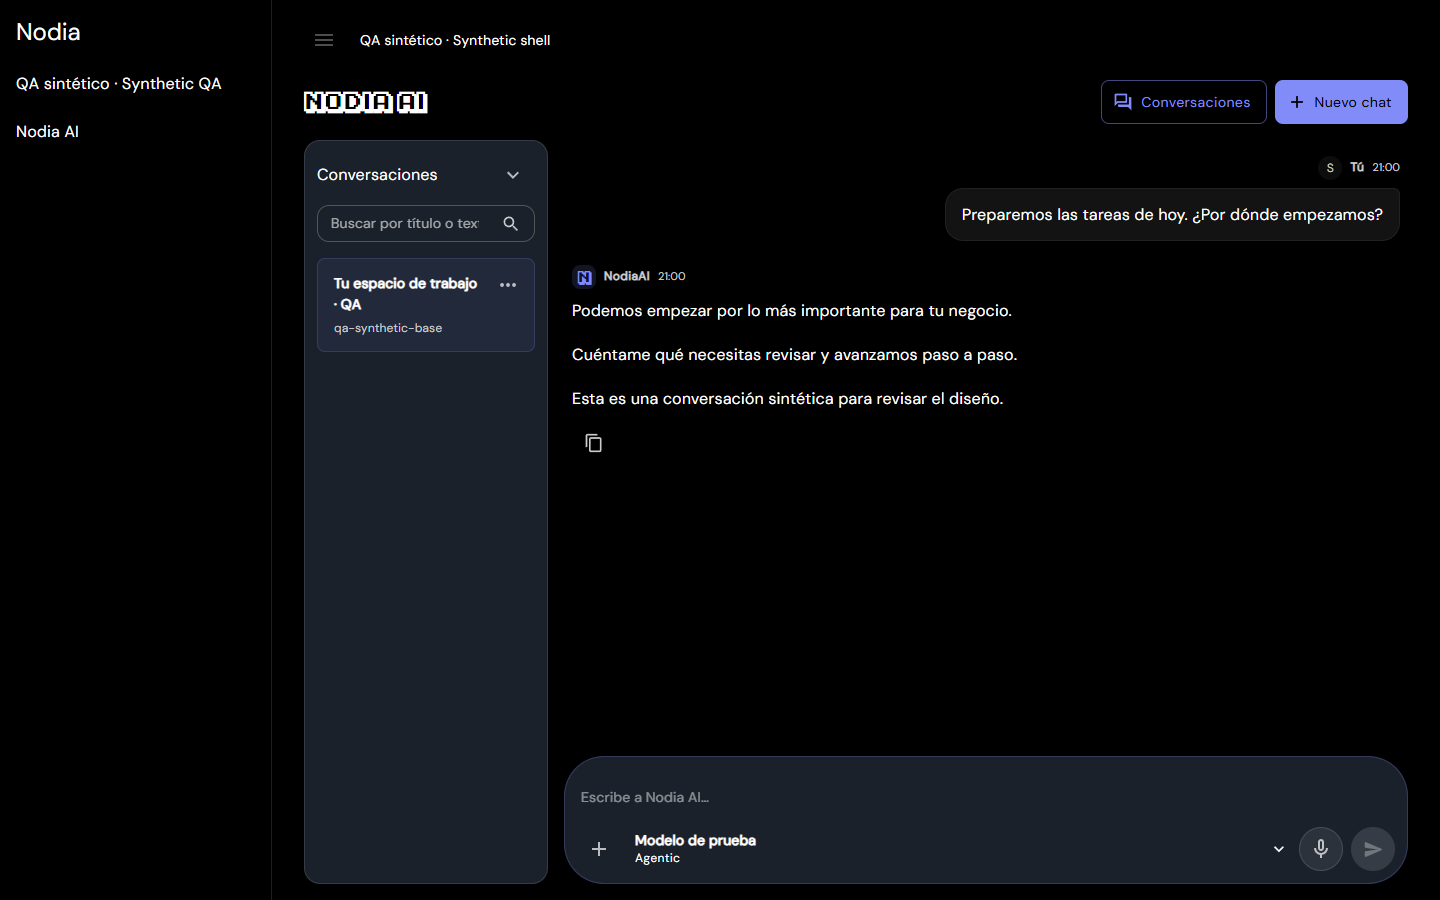 Nodia
QA sintético · Synthetic QA
Nodia AI
QA sintético · Synthetic shell
NODIA AI
Conversaciones
Nuevo chat
Conversaciones
Buscar por título o tex
Tu espacio de trabajo
· QA
qa-synthetic-base
S Tú 21:00
Preparemos las tareas de hoy. ¿Por dónde empezamos?
NodiaAI 21:00
Podemos empezar por lo más importante para tu negocio.
Cuéntame qué necesitas revisar y avanzamos paso a paso.
Esta es una conversación sintética para revisar el diseño.
Escribe a Nodia AI...
Modelo de prueba
Agentic